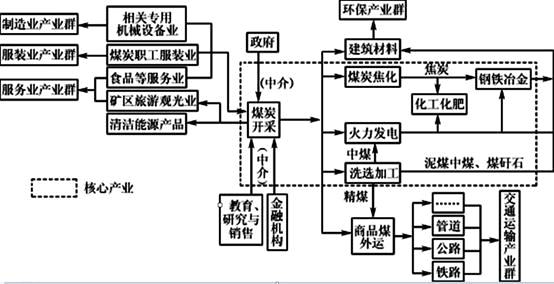 环保产业群
制造业产业群
相关专用
机械设备业
政府
建筑材料
服装业产业群
煤炭职工服装业
焦炭
煤炭焦化
钢铁冶金
食品等服务业
(中介)
服务业产业群
化工化肥
矿区旅游观光业
煤炭
开采
清洁能源产品
火力发电
中煤
(中介)
洗选加工
泥煤中煤、煤矸石
核心产业
精煤
教育、
研究与
销售
金融机构
商品煤
外运
……
管道
公路
铁路
交通运输产业群